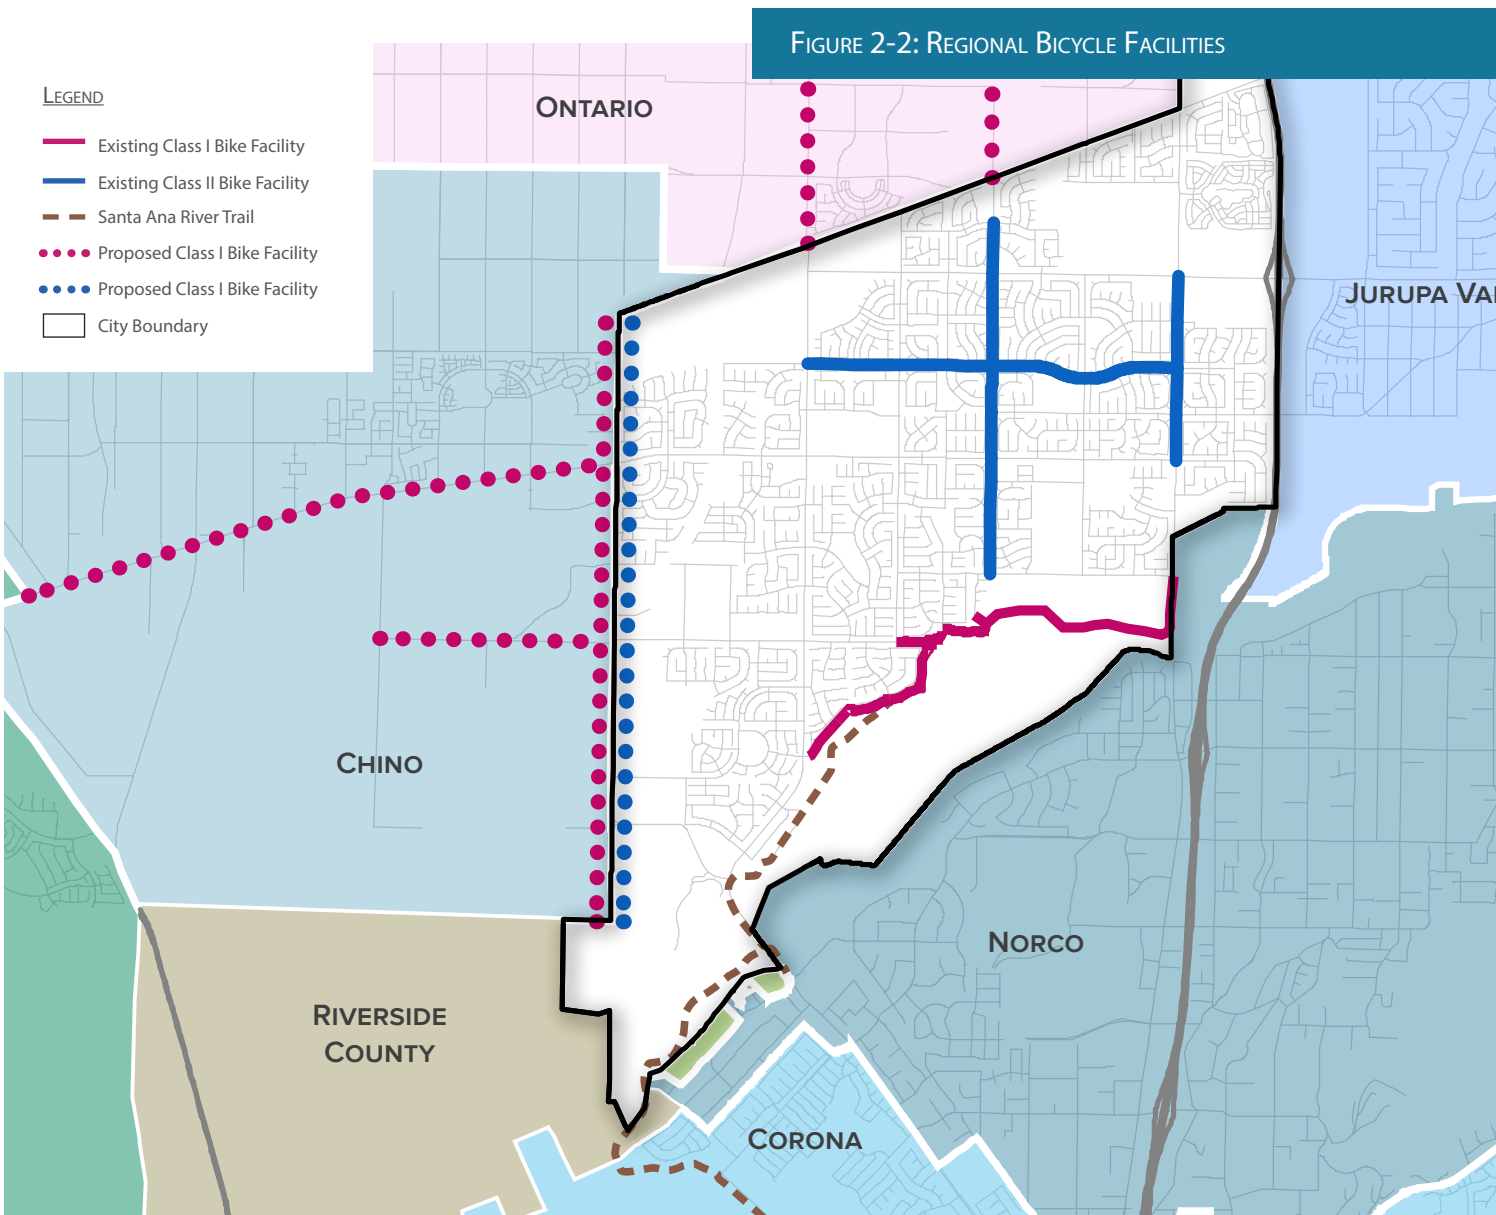 FIGURE 2-2: REGIONAL BICYCLE FACILITIES
LEGEND
Existing Class I Bike Facility
Existing Class II Bike Facility
Santa Ana River Trail
Proposed Class I Bike Facility
Proposed Class I Bike Facility
City Boundary
ONTARIO
JURUPA VA
CHINO
NORCO
RIVERSIDE
COUNTY
CORONA